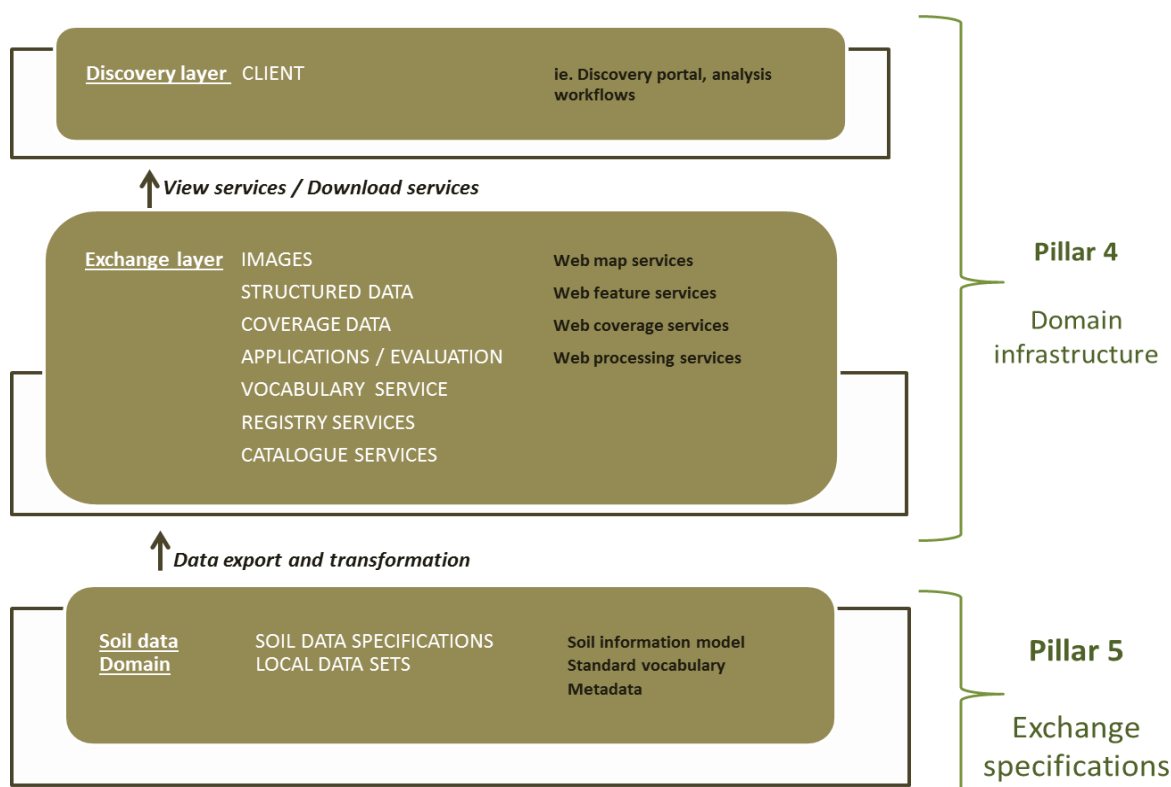 Discovery layer CLIENT ie. Discovery portal, analysis
workflows
View services / Download services
Exchange layer IMAGES Web map services
STRUCTURED DATA Web feature services
COVERAGE DATA Web coverage services
APPLICATIONS / EVALUATION Web processing services
VOCABULARY SERVICE
REGISTRY SERVICES
CATALOGUE SERVICES
Pillar 4
Domain
infrastructure
Data export and transformation
Soil data SOIL DATA SPECIFICATIONS Soil information model
Domain LOCAL DATA SETS Standard vocabulary
Metadata
Pillar 5
Exchange
specifications